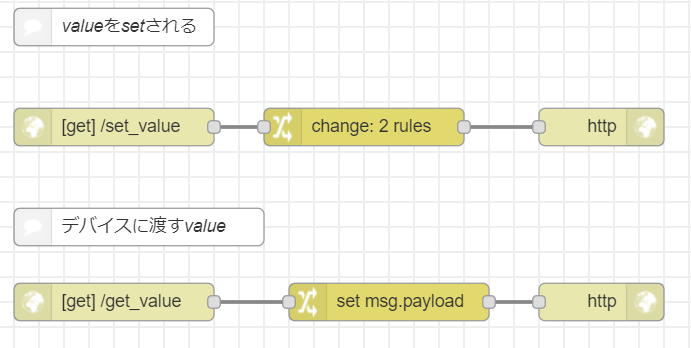 valueをsetされる
[get] /set_value
change: 2 rules
http
デバイスに渡すvalue
[get] /get_value
set msg.payload
http